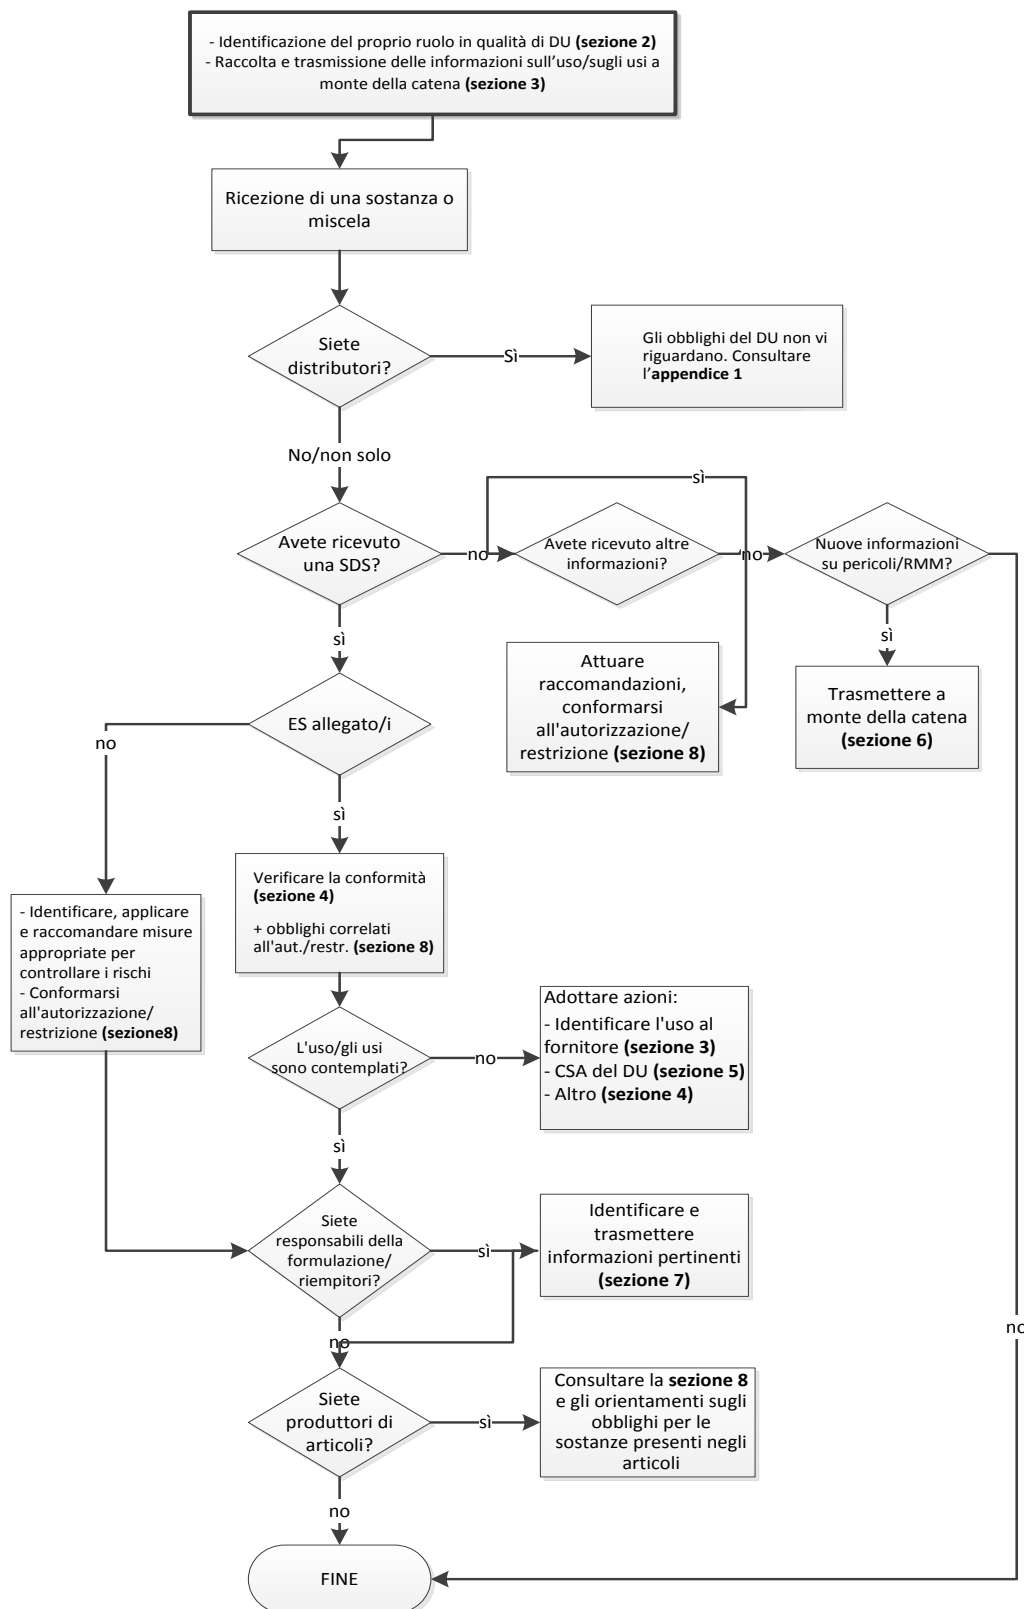 - Identificazione del proprio ruolo in qualità di DU (sezione 2)
- Raccolta e trasmissione delle informazioni sull'uso/sugli usi a
monte della catena (sezione 3)
Ricezione di una sostanza o
miscela
Siete
distributori?
Sì
Gli obblighi del DU non vi
riguardano. Consultare
l'appendice 1
No/non solo
sì
Avete ricevuto
una SDS?
no
Avete ricevuto altre
informazioni?
no
Nuove informazioni
su pericoli/RMM?
sì
sì
Attuare
raccomandazioni,
conformarsi
all'autorizzazione/
restrizione (sezione 8)
Trasmettere a
monte della catena
(sezione 6)
ES allegato/i
no
sì
Verificare la conformità
(sezione 4)
+ obblighi correlati
all'aut./restr. (sezione 8)
- Identificare, applicare
e raccomandare misure
appropriate per
controllare i rischi
- Conformarsi
all'autorizzazione/
restrizione (sezione8)
L'uso/gli usi
sono contemplati?
no
Adottare azioni:
- Identificare l'uso al
fornitore (sezione 3)
- CSA del DU (sezione 5)
- Altro (sezione 4)
sì
Siete
responsabili della
formulazione/
riempitori?
sì
Identificare e
trasmettere
informazioni pertinenti
(sezione 7)
no
no
Siete
produttori di
articoli?
sì
Consultare la sezione 8
e gli orientamenti sugli
obblighi per le
sostanze presenti negli
articoli
no
FINE